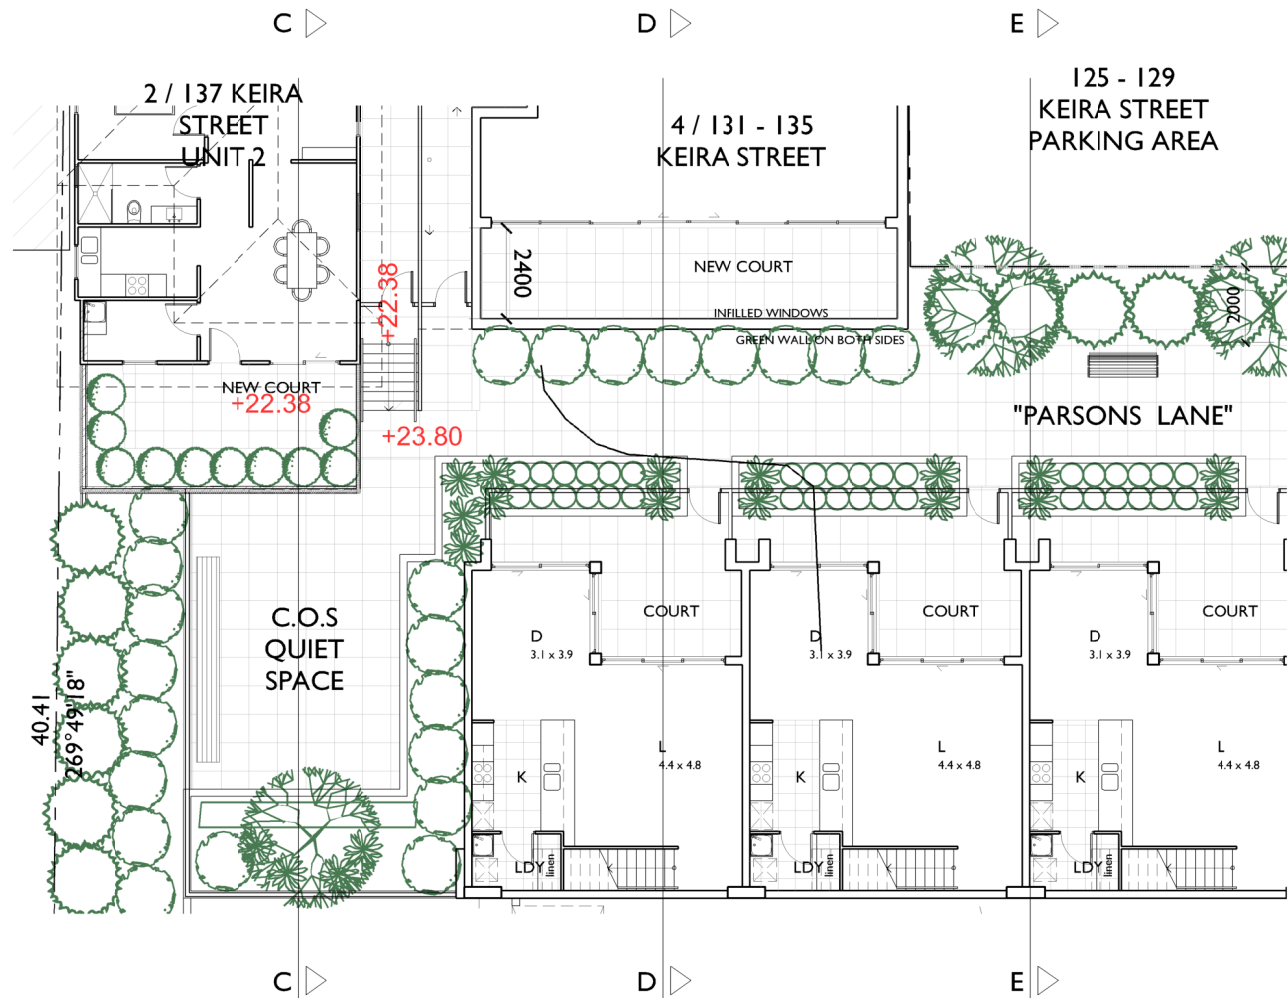 C
D
E
2 / 137 KEIRA
STREET
UNIT 2
4 / 131 - 135
KEIRA STREET
125 - 129
KEIRA STREET
PARKING AREA
2400
NEW COURT
INFILLED WINDOWS
GREEN WALL ON BOTH SIDES
2000
+22.38
NEW COURT
+22.38
+23.80
"PARSONS LANE"
C.O.S
QUIET
SPACE
40.41
269°49'18"
COURT
D
3.1 x 3.9
L
4.4 x 4.8
K
LDY
linen
COURT
D
3.1 x 3.9
L
4.4 x 4.8
K
LDY
linen
COURT
D
3.1 x 3.9
L
4.4 x 4.8
K
LDY
linen
C
D
E